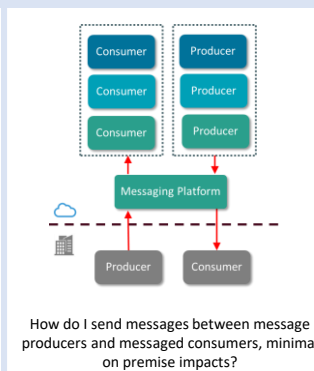 Consumer Producer
Consumer Producer
Consumer Producer
Messaging Platform
Producer Consumer
How do I send messages between message
producers and messaged consumers, minima
on premise impacts?